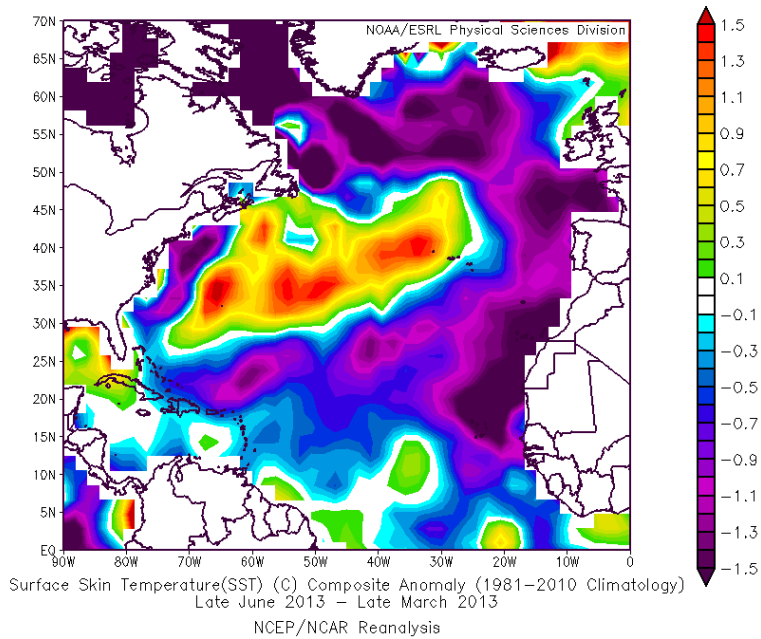 NOAA/ESRL Physical Sciences Division
70N
65N
60N
55N
50N
45N
40N
35N
30N
25N
20N
15N
10N
5N
EQ
90W 80W 70W 60W 50W 40W 30W 20W 10W 0
1.5
1.3
1.1
0.9
0.7
0.5
0.3
0.1
-0.1
-0.3
-0.5
-0.7
-0.9
-1.1
-1.3
-1.5
Surface Skin Temperature(SST) (C) Composite Anomaly (1981-2010 Climatology)
Late June 2013 - Late March 2013
NCEP/NCAR Reanalysis